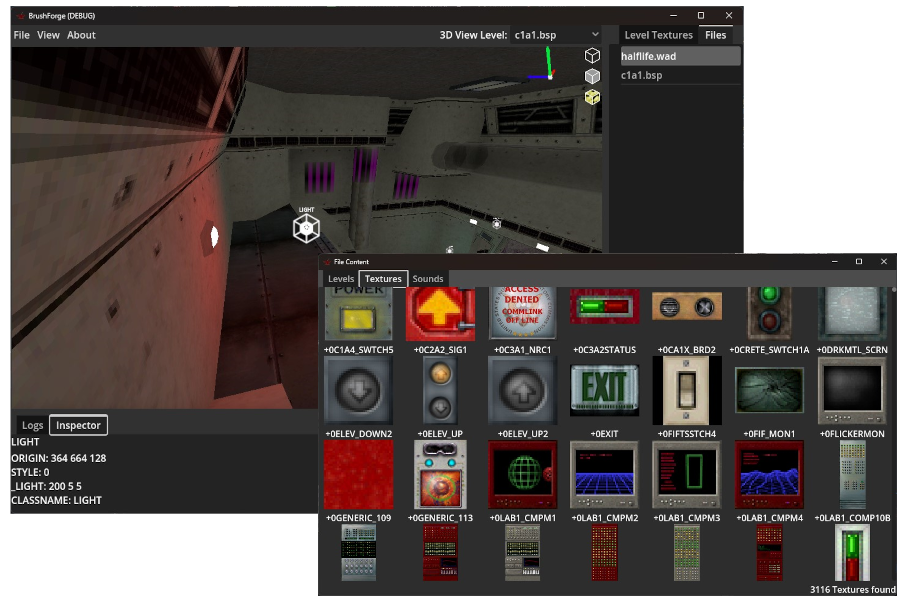 BrushForge (DEBUG)
File View About
3D View Level: c1a1.bsp
Level Textures Files
halflife.wad
c1a1.bsp
LIGHT
Logs Inspector
LIGHT
ORIGIN: 364 664 128
STYLE: 0
_LIGHT: 200 5 5
CLASSNAME: LIGHT
File Content
Levels Textures Sounds
POWER
ACCESS
DENIED
COMMLINK
OFF LINE
+0C1A4_SWTCH5 +0C2A2_SIG1 +0C3A1_NRC1 +0C3A2STATUS +0CA1X_BRD2 +0CRETE_SWTCH1A +0DRKMTL_SCRN
EXIT
+0ELEV_DOWN2 +0ELEV_UP +0ELEV_UP2 +0EXIT +0FIFTSSTCH4 +0FIF_MON1 +0FLICKERMON
+0GENERIC_109 +0GENERIC_113 +0LAB1_CMPM1 +0LAB1_CMPM2 +0LAB1_CMPM3 +0LAB1_CMPM4 +0LAB1_COMP10B
3116 Textures found